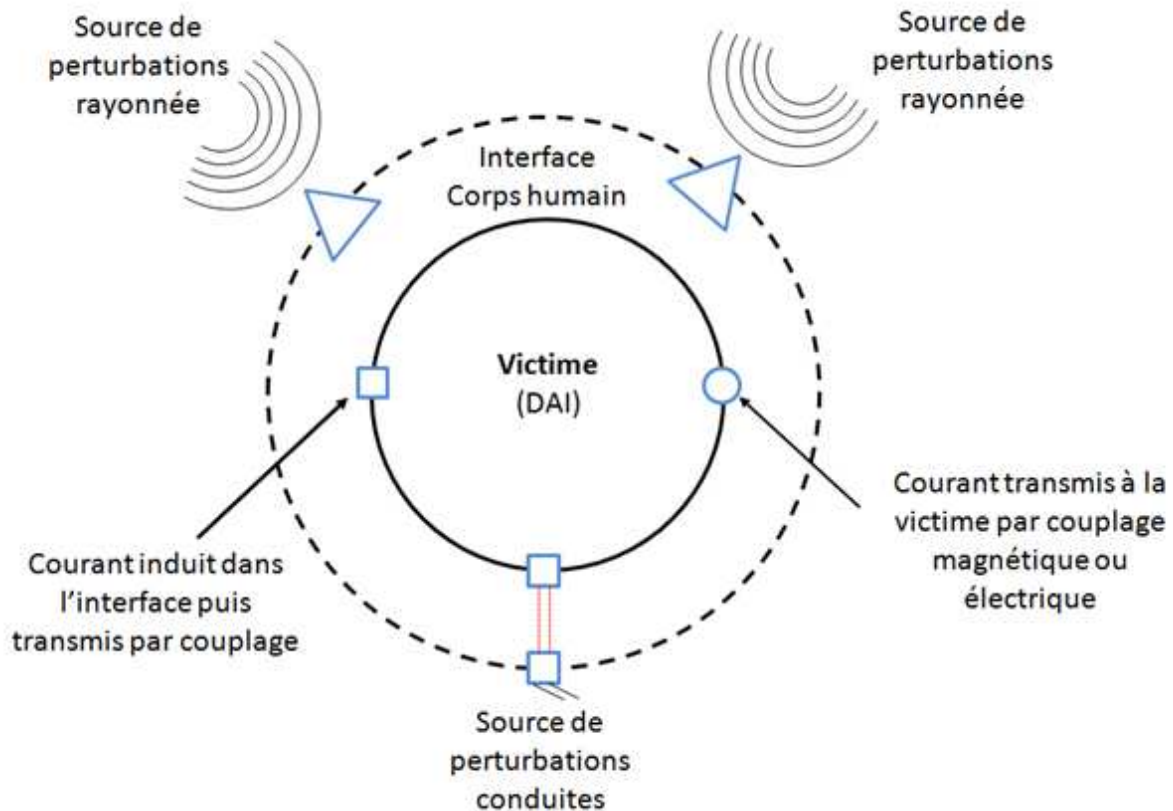 Source de
perturbations
rayonnée
Source de
perturbations
rayonnée
Interface
Corps humain
Victime
(DAI)
Courant induit dans
l'interface puis
transmis par couplage
Courant transmis à la
victime par couplage
magnétique ou
électrique
Source de
perturbations
conduites